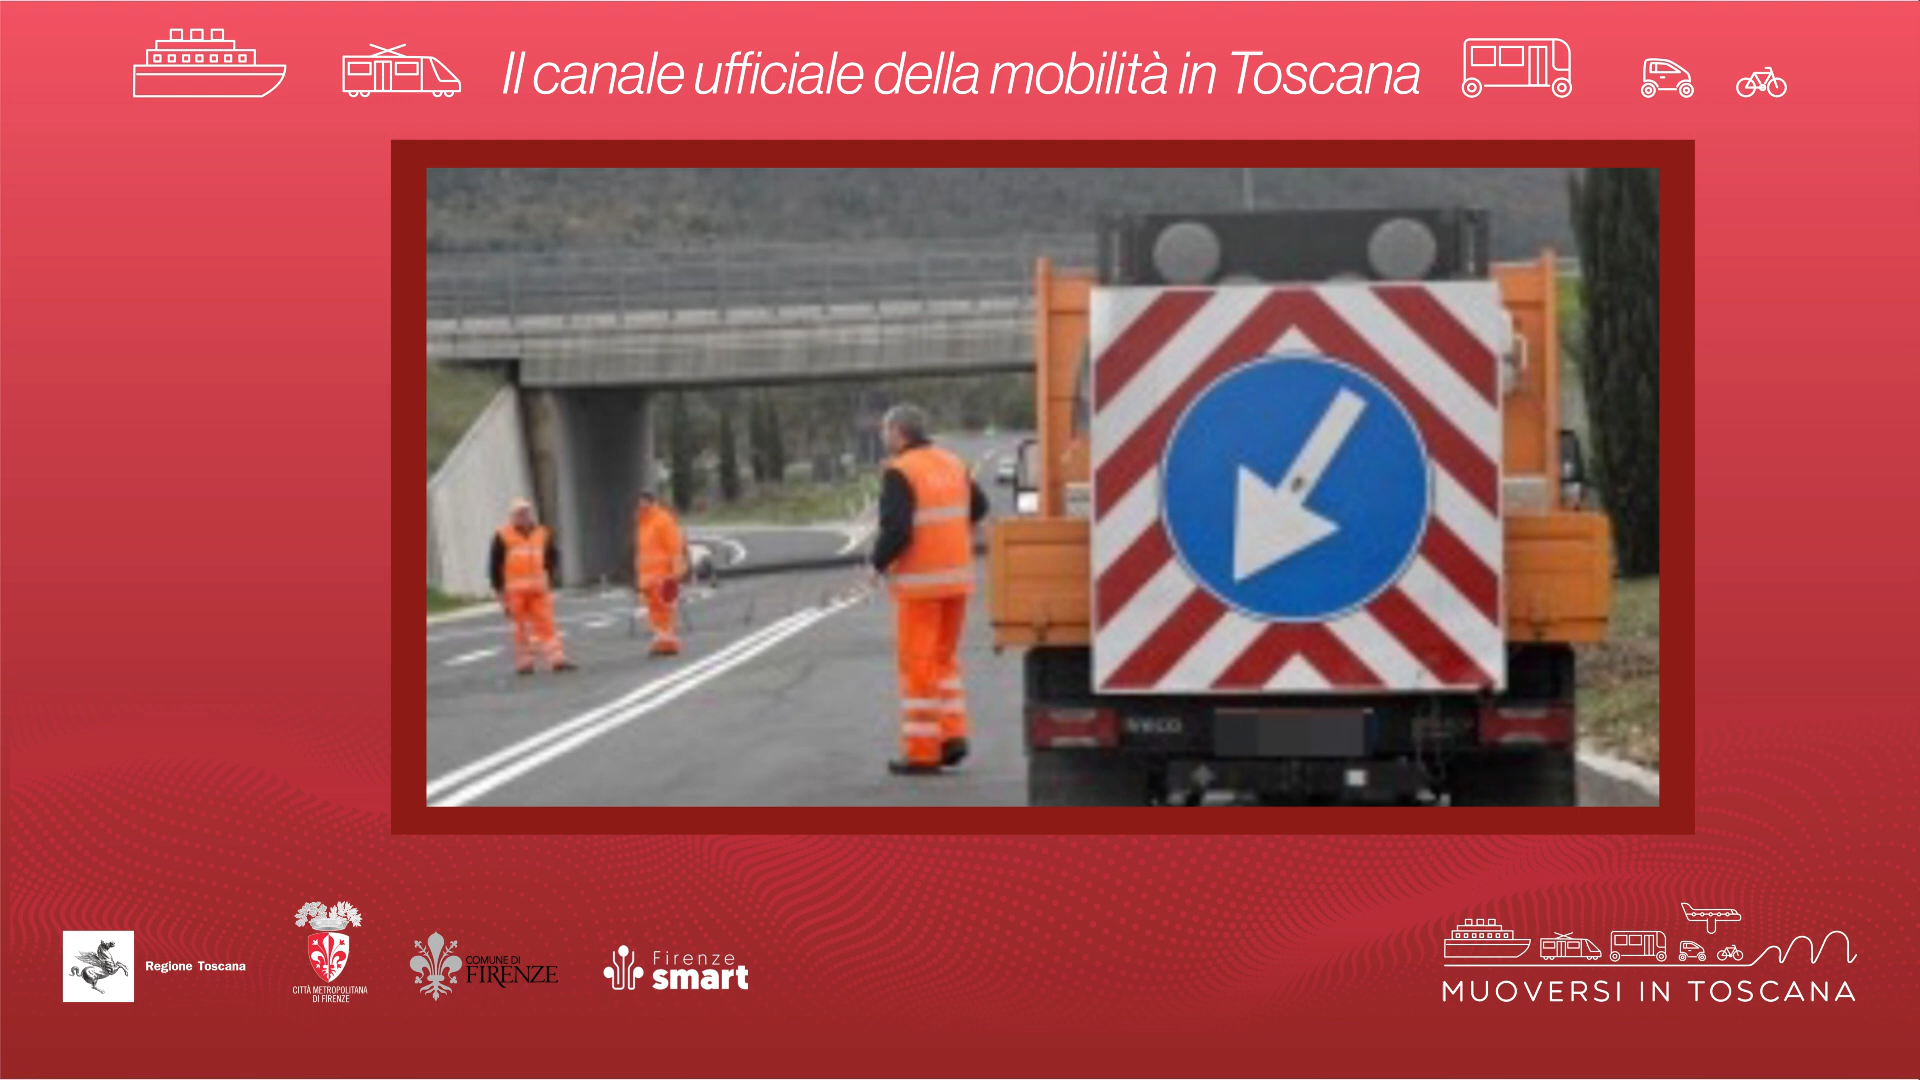 Il canale ufficiale della mobilità in Toscana
IVECO
Regione Toscana
CITTÀ METROPOLITANA
DI FIRENZE
COMUNE DI
FIRENZE
Firenze
smart
MUOVERSI IN TOSCANA